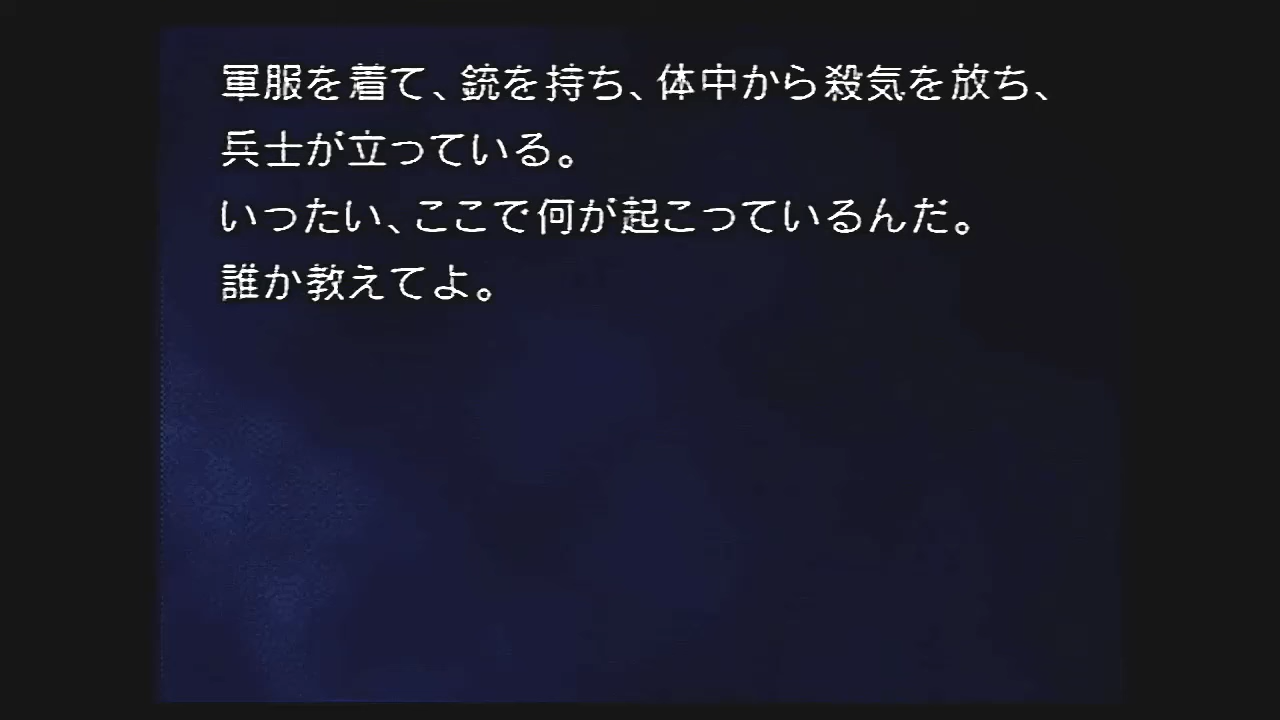 軍服を着て、銃を持ち、体中から殺気を放ち、
兵士が立っている。
いったい、ここで何が起こっているんだ。
誰か教えてよ。